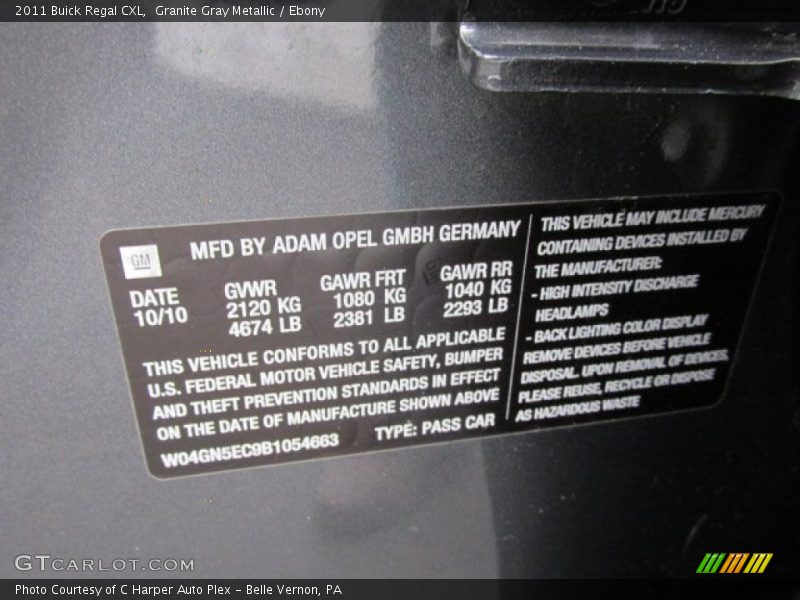 2011 Buick Regal CXL, Granite Gray Metallic / Ebony
GM
MFD BY ADAM OPEL GMBH GERMANY
DATE GVWR GAWR FRT GAWR RR
10/10 2120 KG 1080 KG 1040 KG
4674 LB 2381 LB 2293 LB
THIS VEHICLE CONFORMS TO ALL APPLICABLE
U.S. FEDERAL MOTOR VEHICLE SAFETY, BUMPER
AND THEFT PREVENTION STANDARDS IN EFFECT
ON THE DATE OF MANUFACTURE SHOWN ABOVE
W04GN5EC9B1054663 TYPE: PASS CAR
THIS VEHICLE MAY INCLUDE MERCURY
CONTAINING DEVICES INSTALLED BY
THE MANUFACTURER:
- HIGH INTENSITY DISCHARGE
HEADLAMPS
- BACK LIGHTING COLOR DISPLAY
REMOVE DEVICES BEFORE VEHICLE
DISPOSAL. UPON REMOVAL OF DEVICES,
PLEASE REUSE, RECYCLE OR DISPOSE
AS HAZARDOUS WASTE
GTCARLOT.COM
Photo Courtesy of C Harper Auto Plex - Belle Vernon, PA